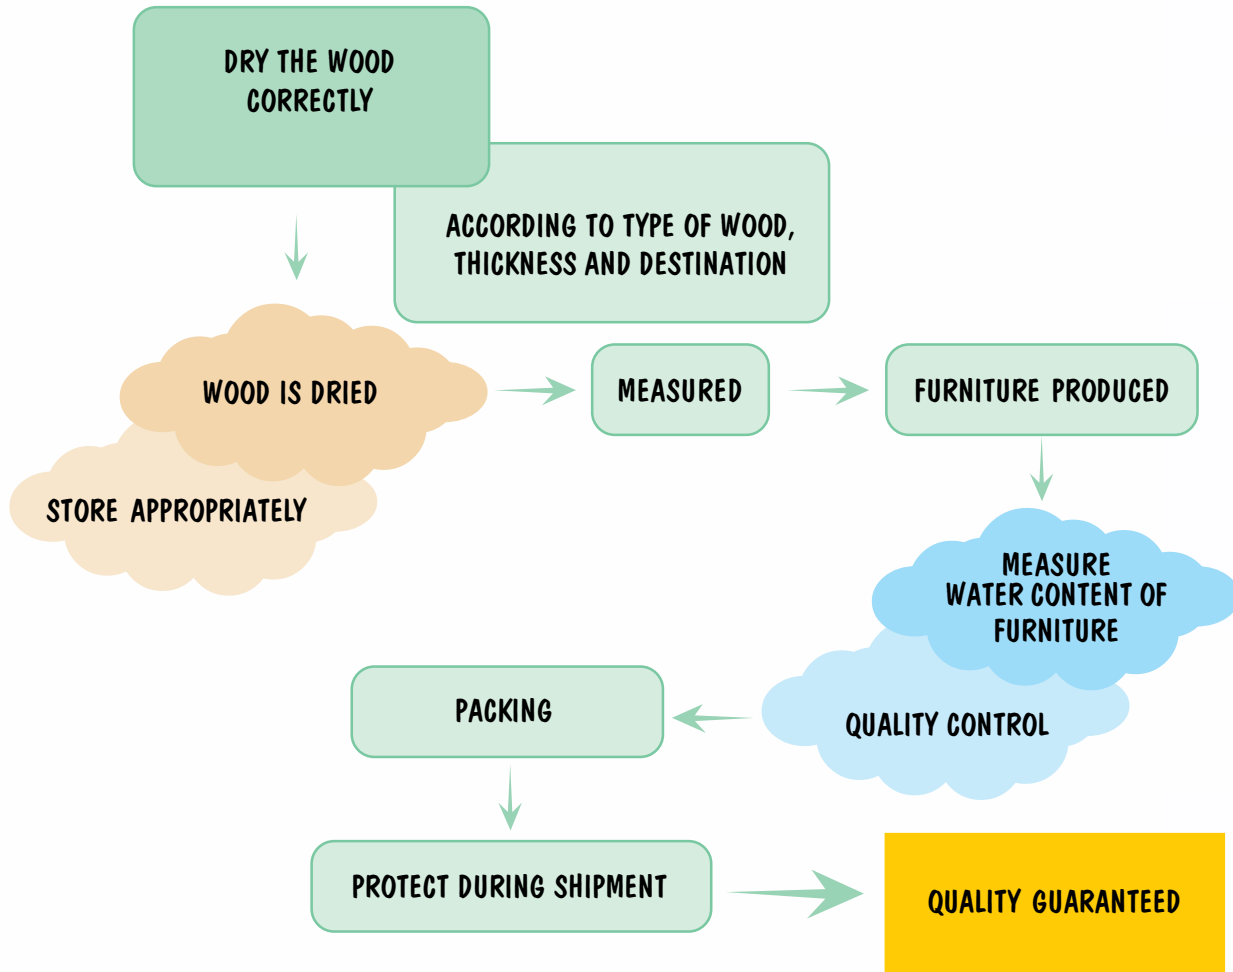 DRY THE WOOD
CORRECTLY
ACCORDING TO TYPE OF WOOD,
THICKNESS AND DESTINATION
WOOD IS DRIED
MEASURED
FURNITURE PRODUCED
STORE APPROPRIATELY
MEASURE
WATER CONTENT OF
FURNITURE
QUALITY CONTROL
PACKING
PROTECT DURING SHIPMENT
QUALITY GUARANTEED